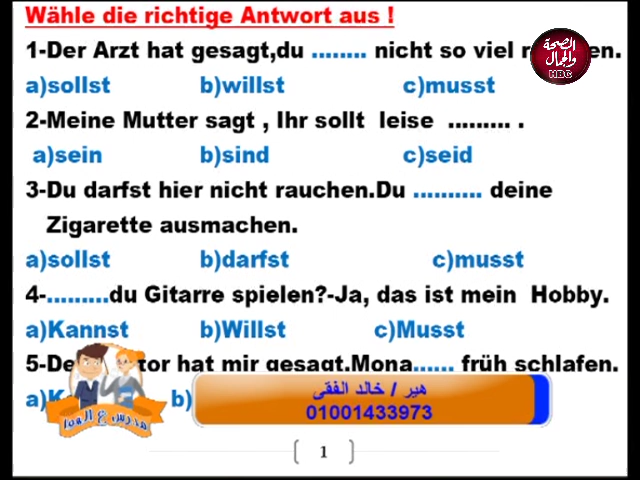 Wähle die richtige Antwort aus !
الصحة والجمال
HBC
1-Der Arzt hat gesagt,du ........ nicht so viel
a)sollst b)willst c)musst
2-Meine Mutter sagt , Ihr sollt leise ......... .
a)sein b)sind c)seid
3-Du darfst hier nicht rauchen.Du .......... deine
Zigarette ausmachen.
a)sollst b)darfst c)musst
4-.........du Gitarre spielen?-Ja, das ist mein Hobby.
a)Kannst b)Willst c)Musst
5- hat mir gesagt.Mona...... früh schlafen.
a) b)
هير / خالد الفقى
01001433973
مدرس ع الهوا
1